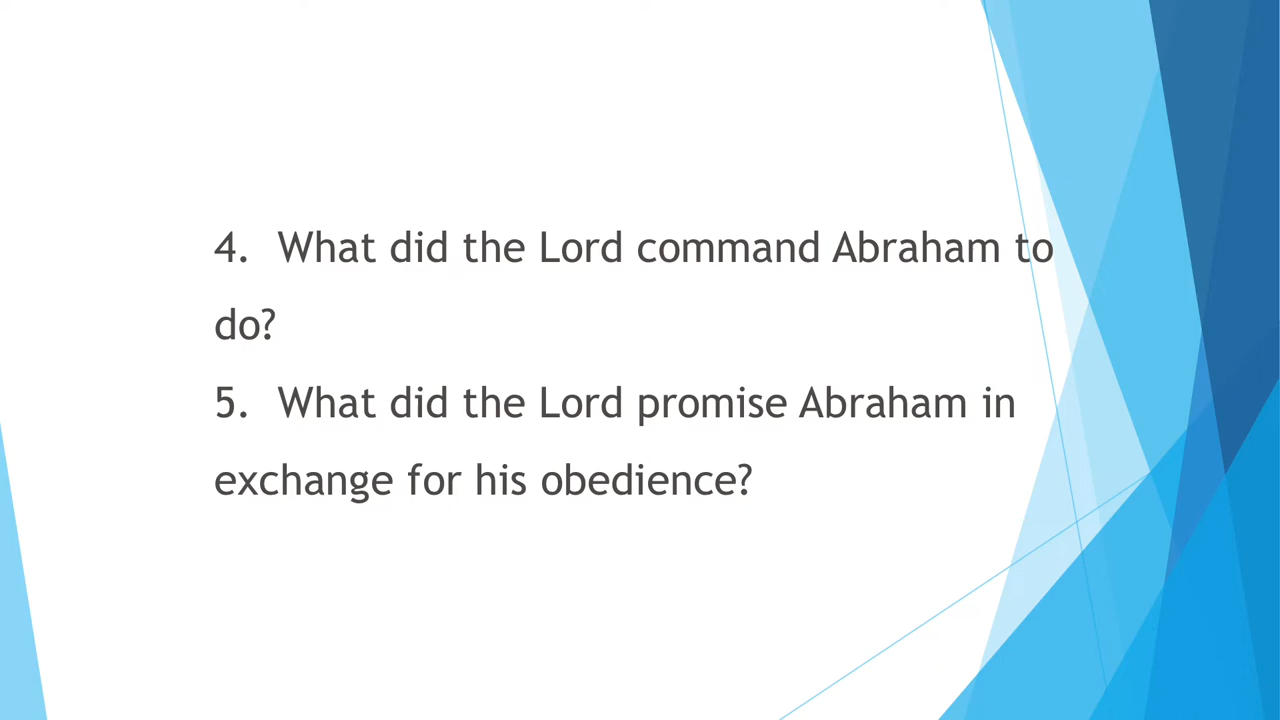 4.  What did the Lord command Abraham to
do?
5.  What did the Lord promise Abraham in
exchange for his obedience?